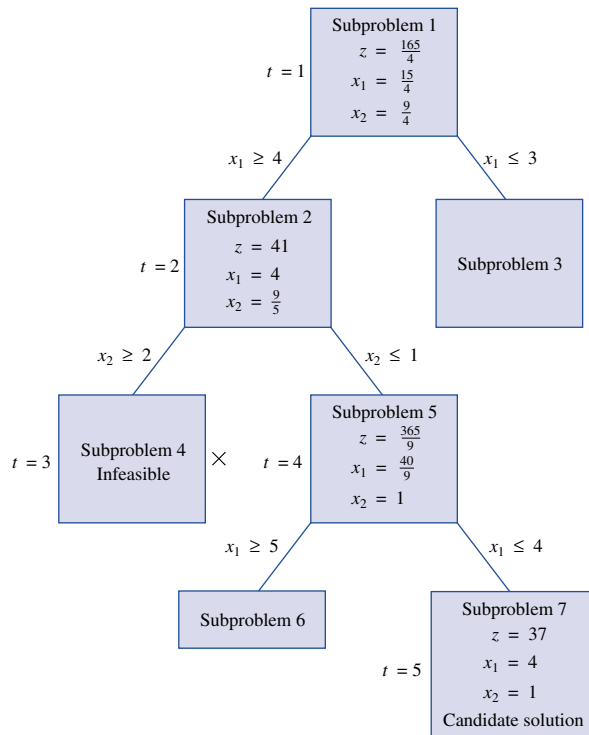 Subproblem 1
z = 165/4
t = 1
x₁ = 15/4
x₂ = 9/4
x₁ ≥ 4
x₁ ≤ 3
Subproblem 2
z = 41
t = 2
x₁ = 4
x₂ = 9/5
Subproblem 3
x₂ ≥ 2
x₂ ≤ 1
Subproblem 4
Infeasible
t = 3
×
Subproblem 5
z = 365/9
t = 4
x₁ = 40/9
x₂ = 1
x₁ ≥ 5
x₁ ≤ 4
Subproblem 6
Subproblem 7
z = 37
t = 5
x₁ = 4
x₂ = 1
Candidate solution